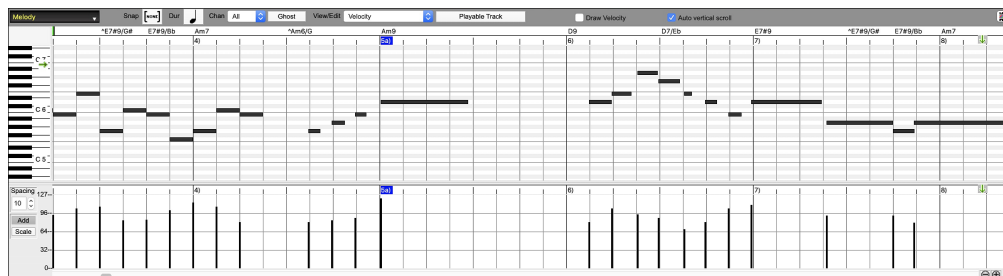 Melody Snap NONE Dur Chan All Ghost View/Edit Velocity Playable Track Draw Velocity Auto vertical scroll
^E7#9/G# E7#9/Bb Am7 ^Am6/G Am9 D9 D7/Eb E7#9 ^E7#9/G# E7#9/Bb Am7
4) 5a) 6) 7) 8)
C 7
C 6
C 5
Spacing 4) 5a) 6) 7) 8)
127
10 96
Add
Scale 64
32
0